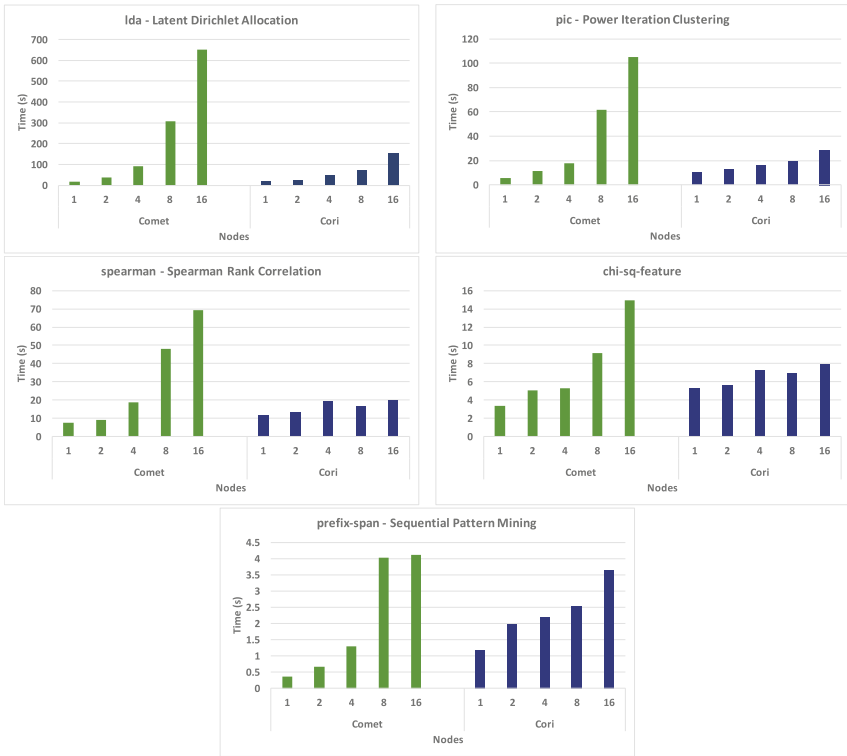 lda - Latent Dirichlet Allocation
700
600
500
400
300
200
100
0
Time (s)
1 2 4 8 16 1 2 4 8 16
Comet Cori
Nodes
pic - Power Iteration Clustering
120
100
80
60
40
20
0
Time (s)
1 2 4 8 16 1 2 4 8 16
Comet Cori
Nodes
spearman - Spearman Rank Correlation
80
70
60
50
40
30
20
10
0
Time (s)
1 2 4 8 16 1 2 4 8 16
Comet Cori
Nodes
chi-sq-feature
16
14
12
10
8
6
4
2
0
Time (s)
1 2 4 8 16 1 2 4 8 16
Comet Cori
Nodes
prefix-span - Sequential Pattern Mining
4.5
4
3.5
3
2.5
2
1.5
1
0.5
0
Time (s)
1 2 4 8 16 1 2 4 8 16
Comet Cori
Nodes